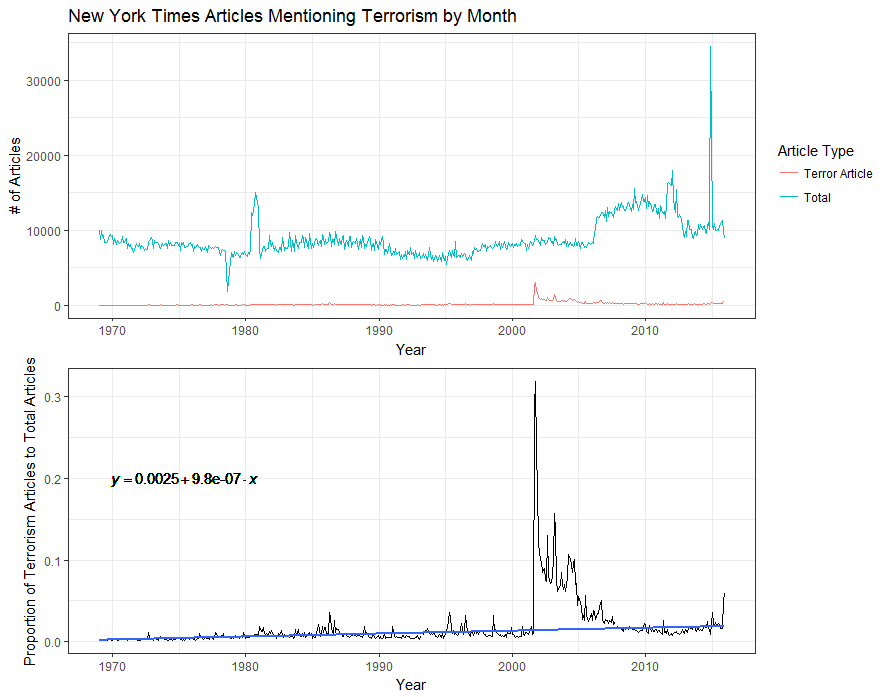 New York Times Articles Mentioning Terrorism by Month
# of Articles
30000
20000
10000
0
1970 1980 1990 2000 2010
Year
Article Type
Terror Article
Total
Proportion of Terrorism Articles to Total Articles
0.3
0.2
0.1
0.0
y = 0.0025 + 9.8e-07 · x
1970 1980 1990 2000 2010
Year